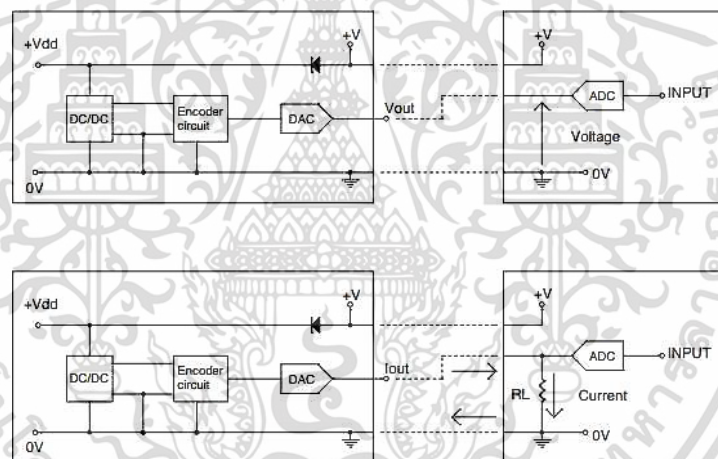 +Vdd +V +V
DC/DC Encoder circuit DAC Vout ADC INPUT
Voltage
0V 0V
+Vdd +V +V
DC/DC Encoder circuit DAC Iout ADC INPUT
RL Current
0V 0V